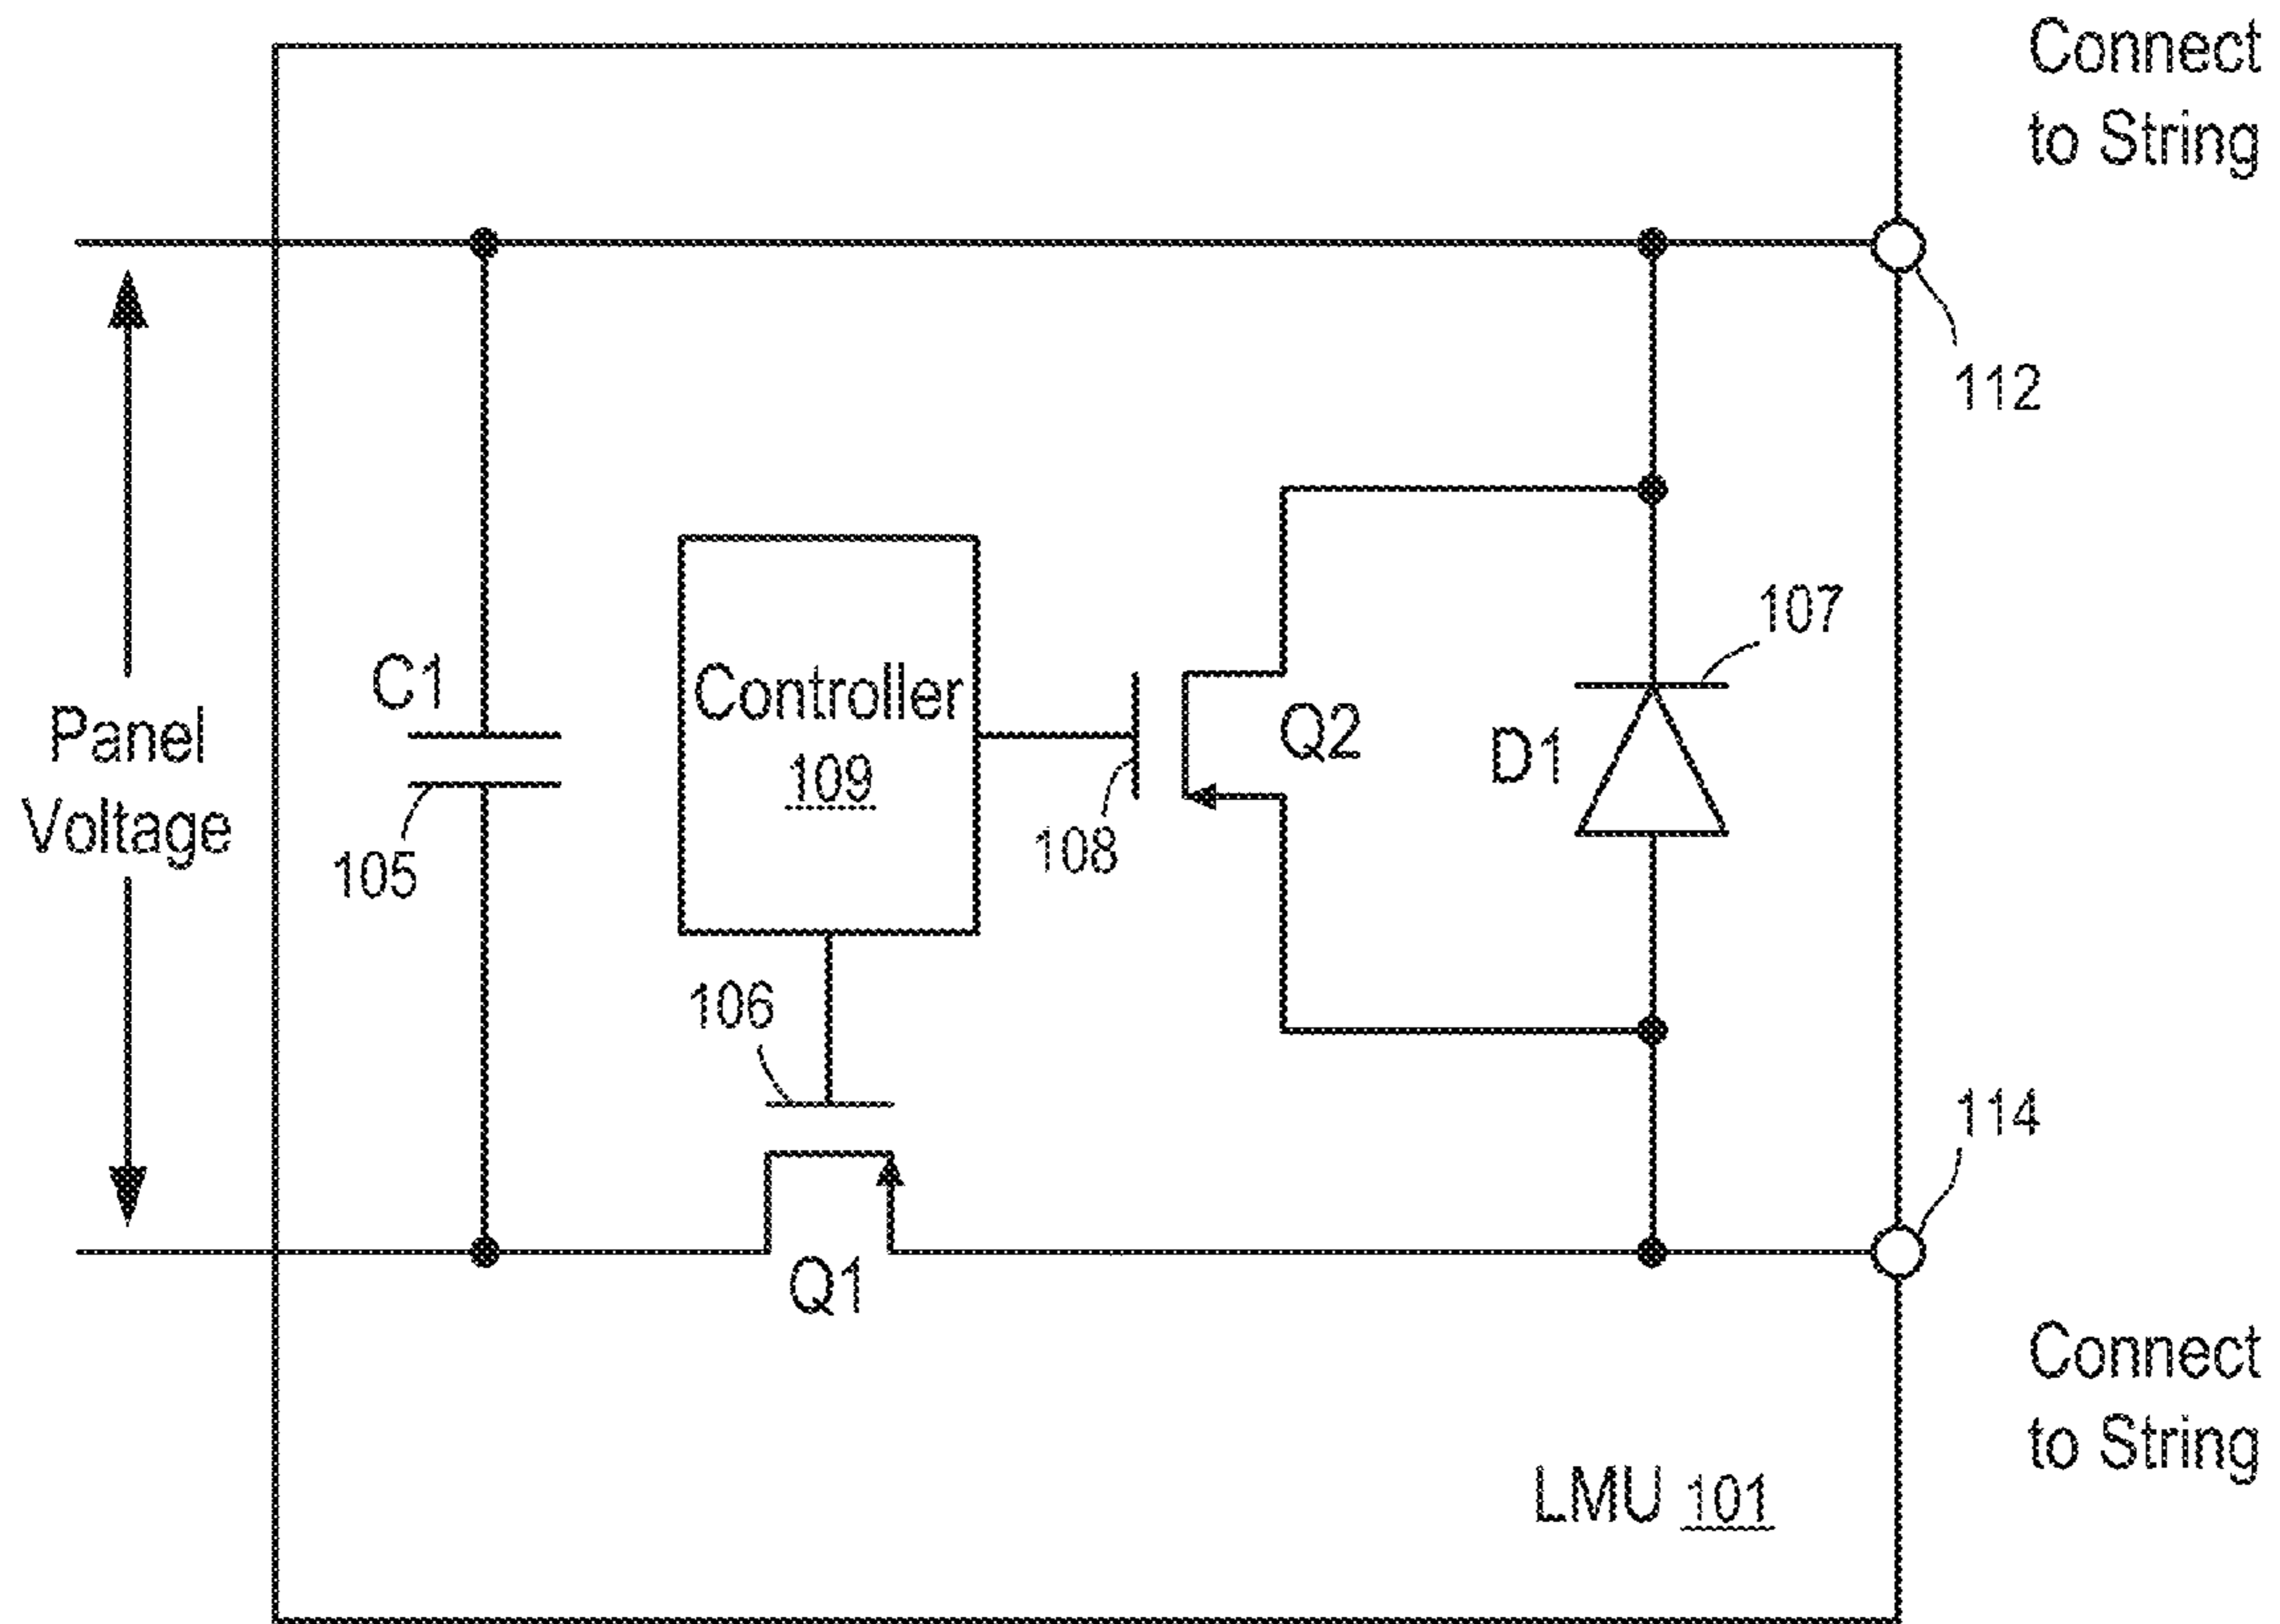 Connect
to String
112
107
C1
Controller
109
Q2
D1
Panel
Voltage
105
108
106
114
Q1
Connect
to String
LMU 101